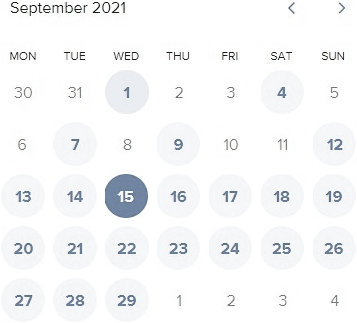 September 2021
MON TUE WED THU FRI SAT SUN
30 31 1 2 3 4 5
6 7 8 9 10 11 12
13 14 15 16 17 18 19
20 21 22 23 24 25 26
27 28 29 1 2 3 4